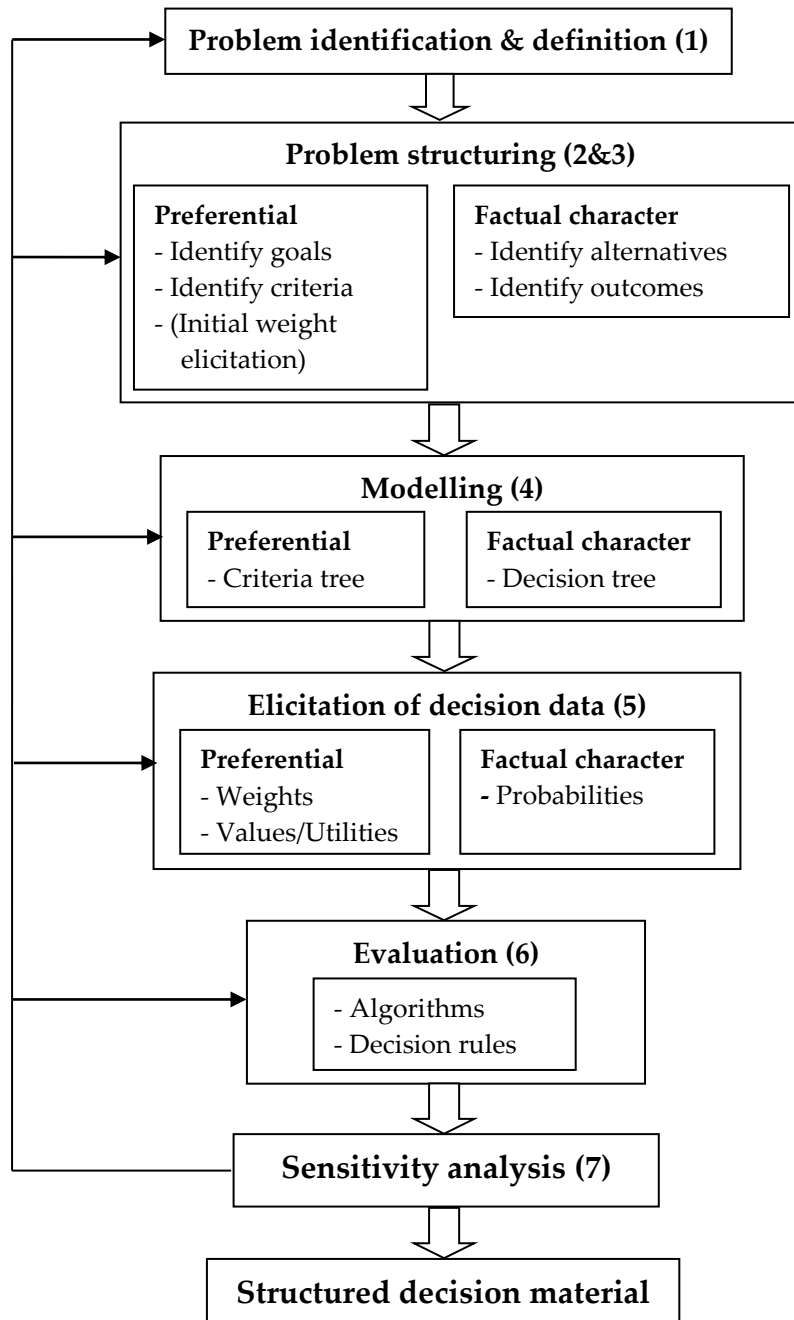 Problem identification & definition (1)
Problem structuring (2&3)
Preferential
- Identify goals
- Identify criteria
- (Initial weight
elicitation)
Factual character
- Identify alternatives
- Identify outcomes
Modelling (4)
Preferential
- Criteria tree
Factual character
- Decision tree
Elicitation of decision data (5)
Preferential
- Weights
- Values/Utilities
Factual character
- Probabilities
Evaluation (6)
- Algorithms
- Decision rules
Sensitivity analysis (7)
Structured decision material